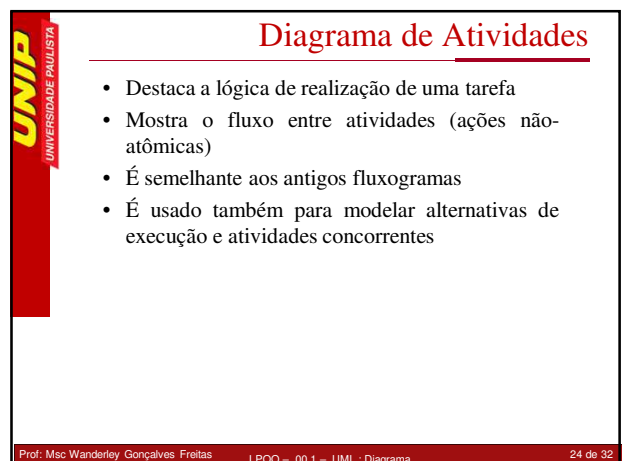 UNIP
UNIVERSIDADE PAULISTA
Diagrama de Atividades
• Destaca a lógica de realização de uma tarefa
• Mostra o fluxo entre atividades (ações não-
atômicas)
• É semelhante aos antigos fluxogramas
• É usado também para modelar alternativas de
execução e atividades concorrentes
Prof: Msc Wanderley Gonçalves Freitas
LPOO – 00.1 – UML : Diagrama
24 de 32